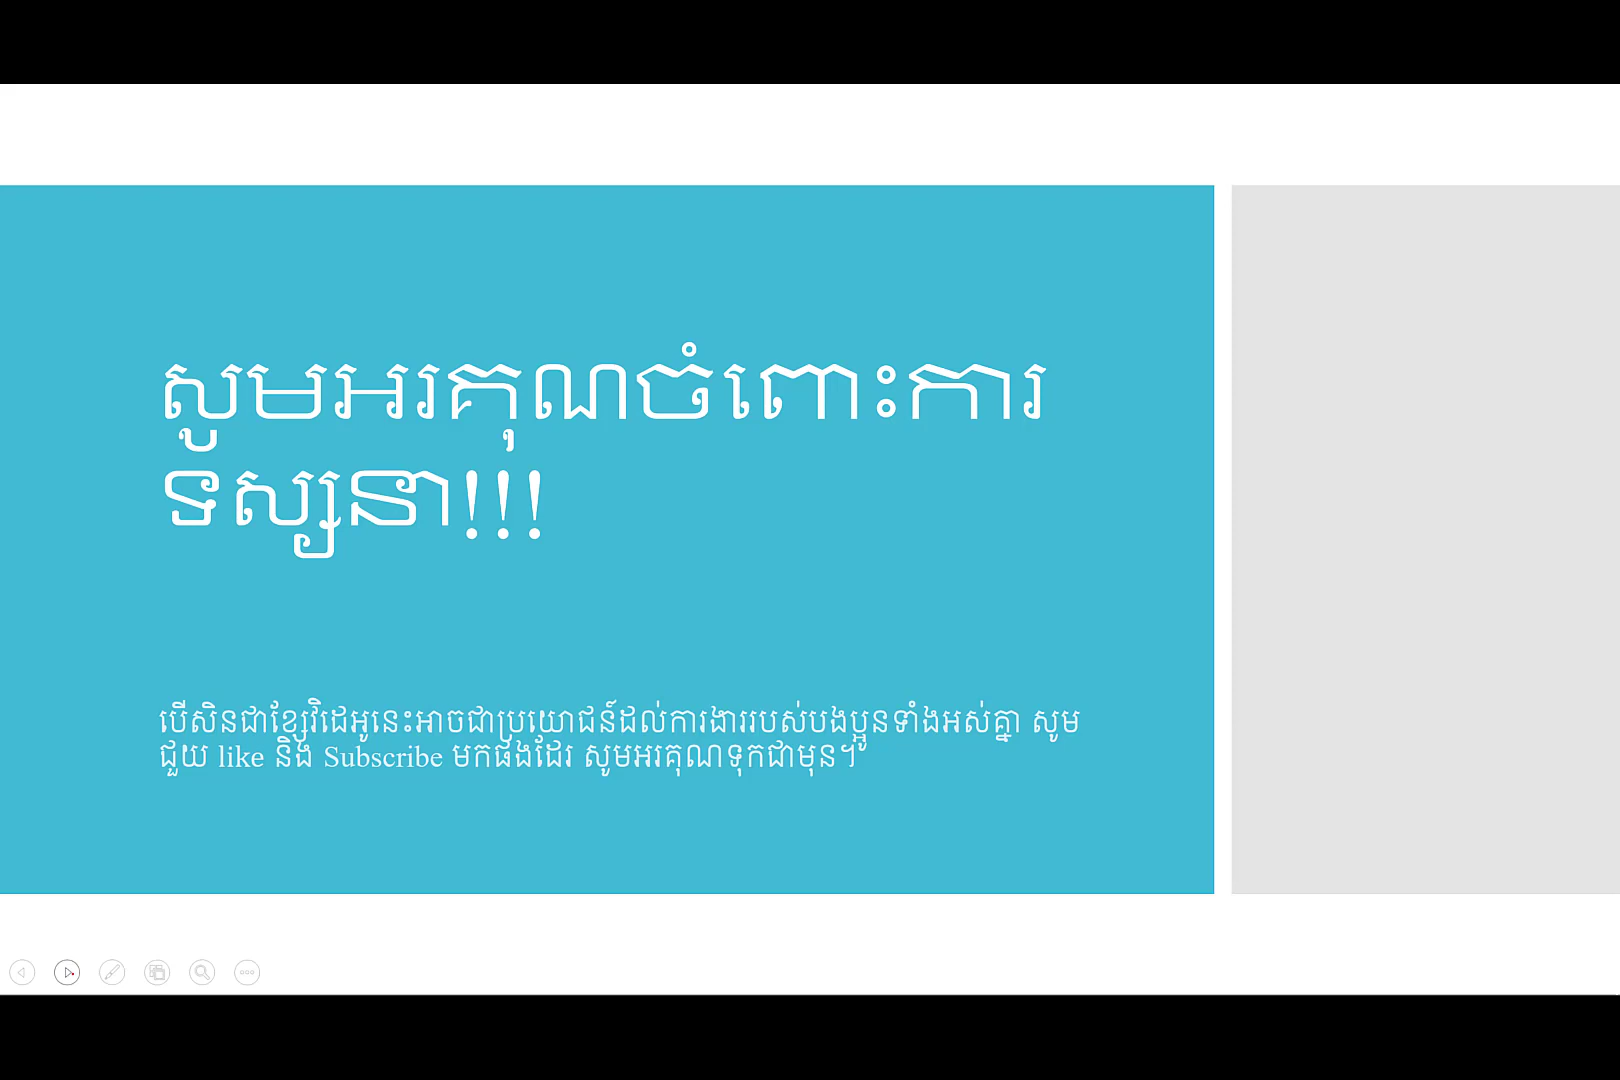 សូមអរគុណចំពោះការ
ទស្សនា!!!
បើសិនជាខ្សែវិដេអូនេះអាចជាប្រយោជន៍ដល់ការងាររបស់បងប្អូនទាំងអស់គ្នា សូម
ជួយ like និង Subscribe មកផងដែរ សូមអរគុណទុកជាមុន។